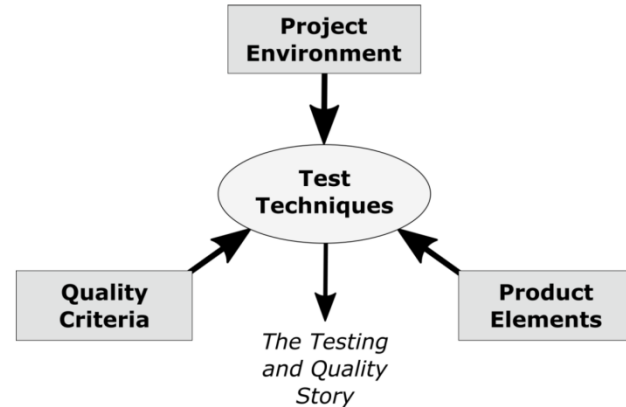 Project
Environment
Test
Techniques
Quality
Criteria
Product
Elements
The Testing
and Quality
Story